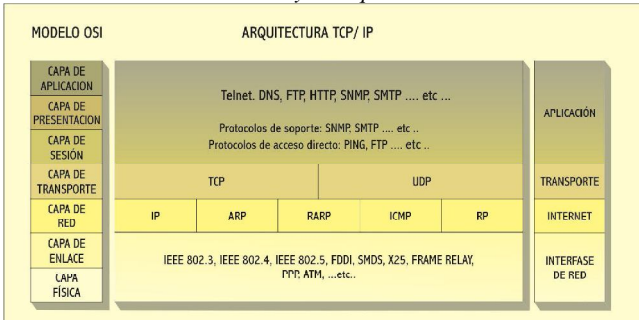 MODELO OSI
ARQUITECTURA TCP/ IP
CAPA DE
APLICACION
CAPA DE
PRESENTACION
CAPA DE
SESIÓN
CAPA DE
TRANSPORTE
CAPA DE
RED
CAPA DE
ENLACE
CAPA
FÍSICA
Telnet. DNS, FTP, HTTP, SNMP, SMTP .... etc ...
Protocolos de soporte: SNMP, SMTP .... etc ..
Protocolos de acceso directo: PING, FTP .... etc ..
TCP
UDP
IP
ARP
RARP
ICMP
RP
IEEE 802.3, IEEE 802.4, IEEE 802.5, FDDI, SMDS, X25, FRAME RELAY,
PPP, ATM, ...etc..
APLICACIÓN
TRANSPORTE
INTERNET
INTERFASE
DE RED